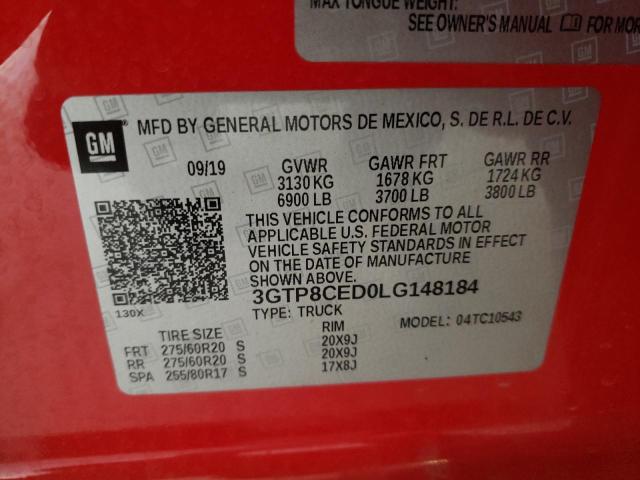 MAX TONGUE WEIGHT:
SEE OWNER'S MANUAL FOR MOR
GM
MFD BY GENERAL MOTORS DE MEXICO, S. DE R.L. DE C.V.
09/19 GVWR GAWR FRT GAWR RR
3130 KG 1678 KG 1724 KG
6900 LB 3700 LB 3800 LB
THIS VEHICLE CONFORMS TO ALL
APPLICABLE U.S. FEDERAL MOTOR
VEHICLE SAFETY STANDARDS IN EFFECT
ON THE DATE OF MANUFACTURE
SHOWN ABOVE.
130X 3GTP8CED0LG148184
TYPE: TRUCK MODEL: 04TC10543
TIRE SIZE RIM
FRT 275/60R20 S 20X9J
RR 275/60R20 S 20X9J
SPA 255/80R17 S 17X8J